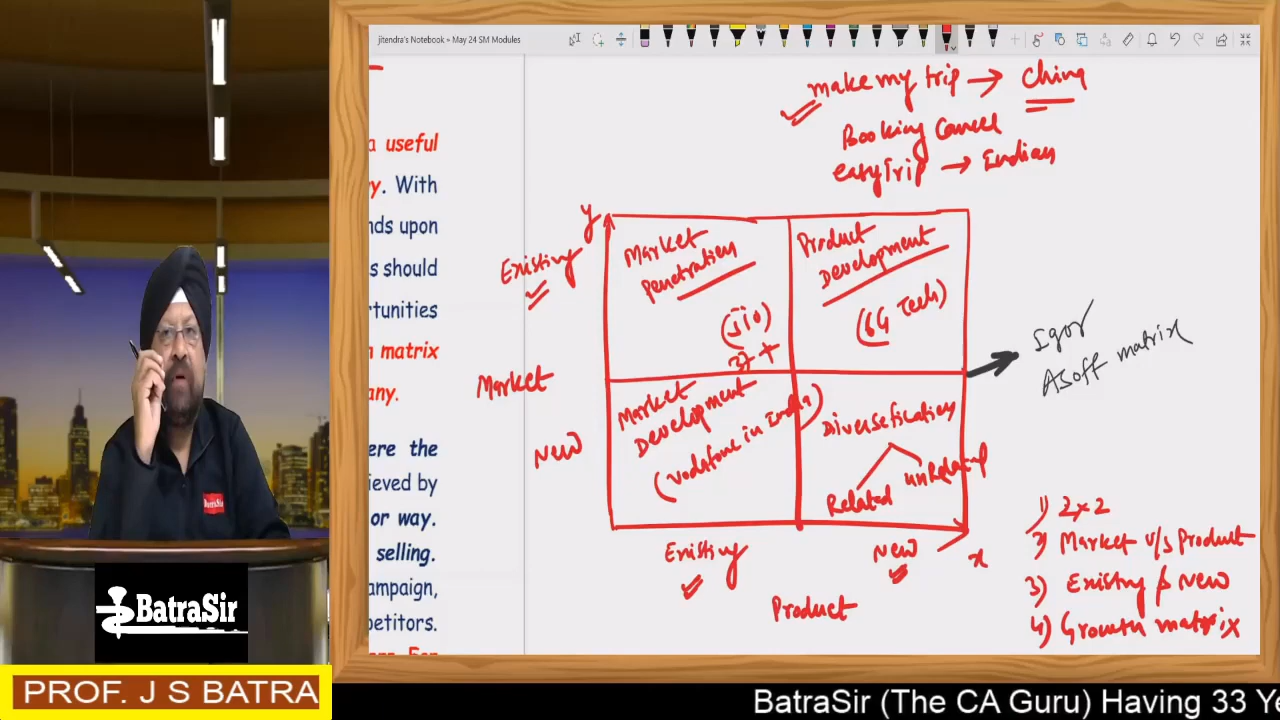 jitendra's Notebook » May 24 SM Modules
a useful
y. With
nds upon
s should
rtunities
n matrix
any.
ere the
ieved by
or way.
selling.
ampaign,
petitors.
make my trip → China
Booking Cancel
easyTrip → Indian
y
Existing
Market
New
Market
penetration
(Jio)
Product
Development
(6G Tech)
Market
Development
(Vodafone in India)
Diversification
Related
unRelated
Existing
New
x
Product
Igor
Asoff matrix
1) 2x2
2) Market v/s Product
3) Existing & New
4) Growth matrix
BatraSir
BatraSir
PROF. J S BATRA
BatraSir (The CA Guru) Having 33 Ye